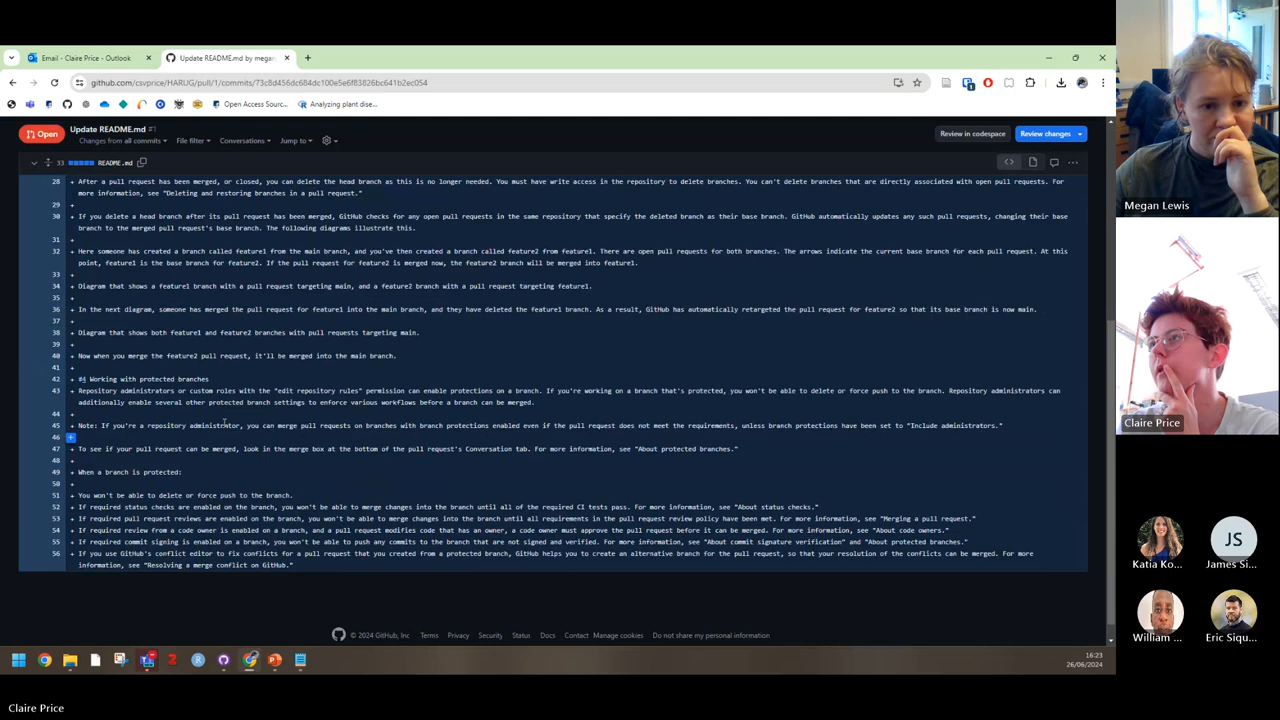 Email - Claire Price - Outlook
Update README.md by megan
github.com/csvprice/HARUG/pull/1/commits/73c8d456dc684dc100e5e6f83826bc641b2ec054
Open Access Sourc...
Analyzing plant dise...
Open
Update README.md #1
Changes from all commits
File filter
Conversations
Jump to
Review in codespace
Review changes
33
README.md
28 + After a pull request has been merged, or closed, you can delete the head branch as this is no longer needed. You must have write access in the repository to delete branches. You can't delete branches that are directly associated with open pull requests. For
more information, see "Deleting and restoring branches in a pull request."
29 +
30 + If you delete a head branch after its pull request has been merged, GitHub checks for any open pull requests in the same repository that specify the deleted branch as their base branch. GitHub automatically updates any such pull requests, changing their base
branch to the merged pull request's base branch. The following diagrams illustrate this.
31 +
32 + Here someone has created a branch called feature1 from the main branch, and you've then created a branch called feature2 from feature1. There are open pull requests for both branches. The arrows indicate the current base branch for each pull request. At this
point, feature1 is the base branch for feature2. If the pull request for feature2 is merged now, the feature2 branch will be merged into feature1.
33 +
34 + Diagram that shows a feature1 branch with a pull request targeting main, and a feature2 branch with a pull request targeting feature1.
35 +
36 + In the next diagram, someone has merged the pull request for feature1 into the main branch, and they have deleted the feature1 branch. As a result, GitHub has automatically retargeted the pull request for feature2 so that its base branch is now main.
37 +
38 + Diagram that shows both feature1 and feature2 branches with pull requests targeting main.
39 +
40 + Now when you merge the feature2 pull request, it'll be merged into the main branch.
41 +
42 + ## Working with protected branches
43 + Repository administrators or custom roles with the "edit repository rules" permission can enable protections on a branch. If you're working on a branch that's protected, you won't be able to delete or force push to the branch. Repository administrators can
additionally enable several other protected branch settings to enforce various workflows before a branch can be merged.
44 +
45 + Note: If you're a repository administrator, you can merge pull requests on branches with branch protections enabled even if the pull request does not meet the requirements, unless branch protections have been set to "Include administrators."
46 +
47 + To see if your pull request can be merged, look in the merge box at the bottom of the pull request's Conversation tab. For more information, see "About protected branches."
48 +
49 + When a branch is protected:
50 +
51 + You won't be able to delete or force push to the branch.
52 + If required status checks are enabled on the branch, you won't be able to merge changes into the branch until all of the required CI tests pass. For more information, see "About status checks."
53 + If required pull request reviews are enabled on the branch, you won't be able to merge changes into the branch until all requirements in the pull request review policy have been met. For more information, see "Merging a pull request."
54 + If required review from a code owner is enabled on a branch, and a pull request modifies code that has an owner, a code owner must approve the pull request before it can be merged. For more information, see "About code owners."
55 + If required commit signing is enabled on a branch, you won't be able to push any commits to the branch that are not signed and verified. For more information, see "About commit signature verification" and "About protected branches."
56 + If you use GitHub's conflict editor to fix conflicts for a pull request that you created from a protected branch, GitHub helps you to create an alternative branch for the pull request, so that your resolution of the conflicts can be merged. For more
information, see "Resolving a merge conflict on GitHub."
© 2024 GitHub, Inc.
Terms
Privacy
Security
Status
Docs
Contact
Manage cookies
Do not share my personal information
16:23
26/06/2024
Megan Lewis
Claire Price
Katia Ko...
JS
James Si...
William ...
Eric Siqu...
Claire Price